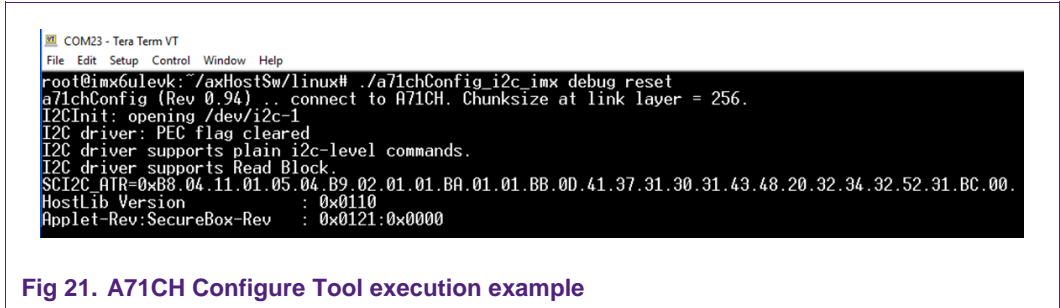 COM23 - Tera Term VT
File Edit Setup Control Window Help
root@imx6ulevk:~/axHostSw/linux# ./a71chConfig_i2c_imx debug reset
a71chConfig (Rev 0.94) .. connect to A71CH. Chunksize at link layer = 256.
I2CInit: opening /dev/i2c-1
I2C driver: PEC flag cleared
I2C driver supports plain i2c-level commands.
I2C driver supports Read Block.
SCI2C_ATR=0xB8.04.11.01.05.04.B9.02.01.01.BA.01.01.BB.0D.41.37.31.30.31.43.48.20.32.34.32.52.31.BC.00.
HostLib Version : 0x0110
Applet-Rev:SecureBox-Rev : 0x0121:0x0000
Fig 21. A71CH Configure Tool execution example